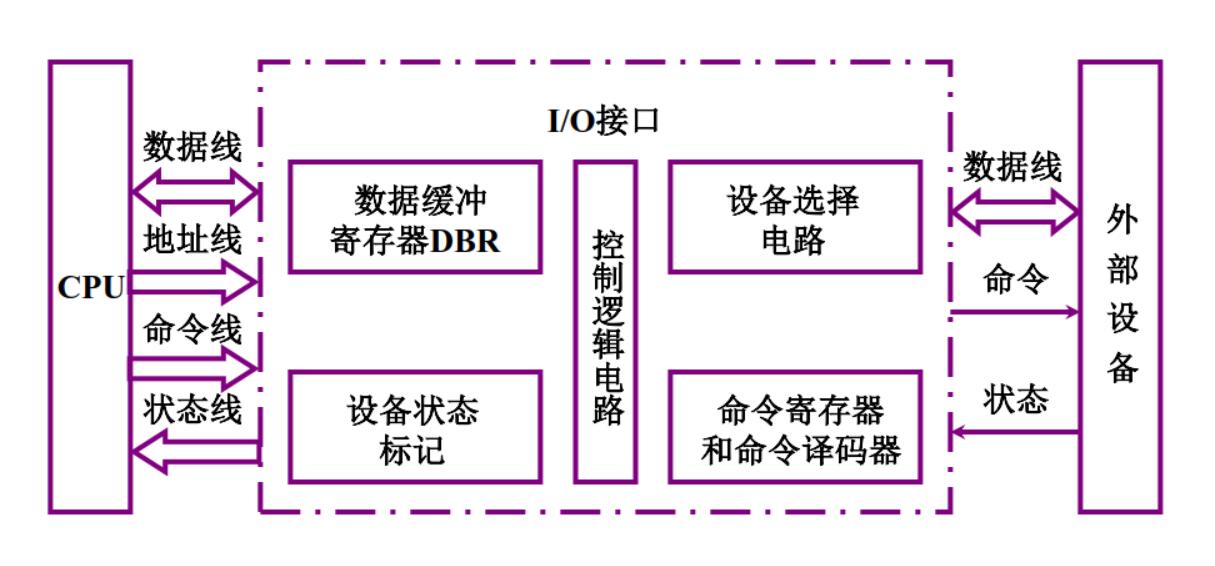 I/O接口
CPU
数据线
地址线
命令线
状态线
数据缓冲
寄存器DBR
设备状态
标记
控制逻辑电路
设备选择
电路
命令寄存器
和命令译码器
数据线
命令
状态
外部设备